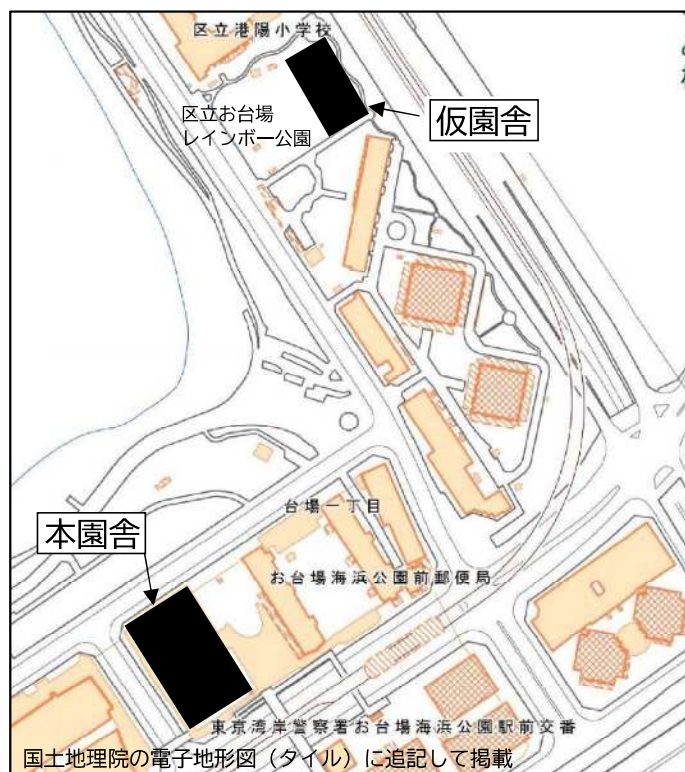 区立港陽小学校
仮園舎
区立お台場
レインボー公園
台場一丁目
本園舎
お台場海浜公園前郵便局
東京湾岸警察署お台場海浜公園駅前交番
国土地理院の電子地形図（タイル）に追記して掲載